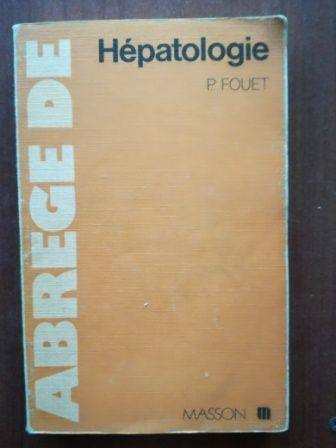 ABREGE DE
Hépatologie
P. FOUET
MASSON